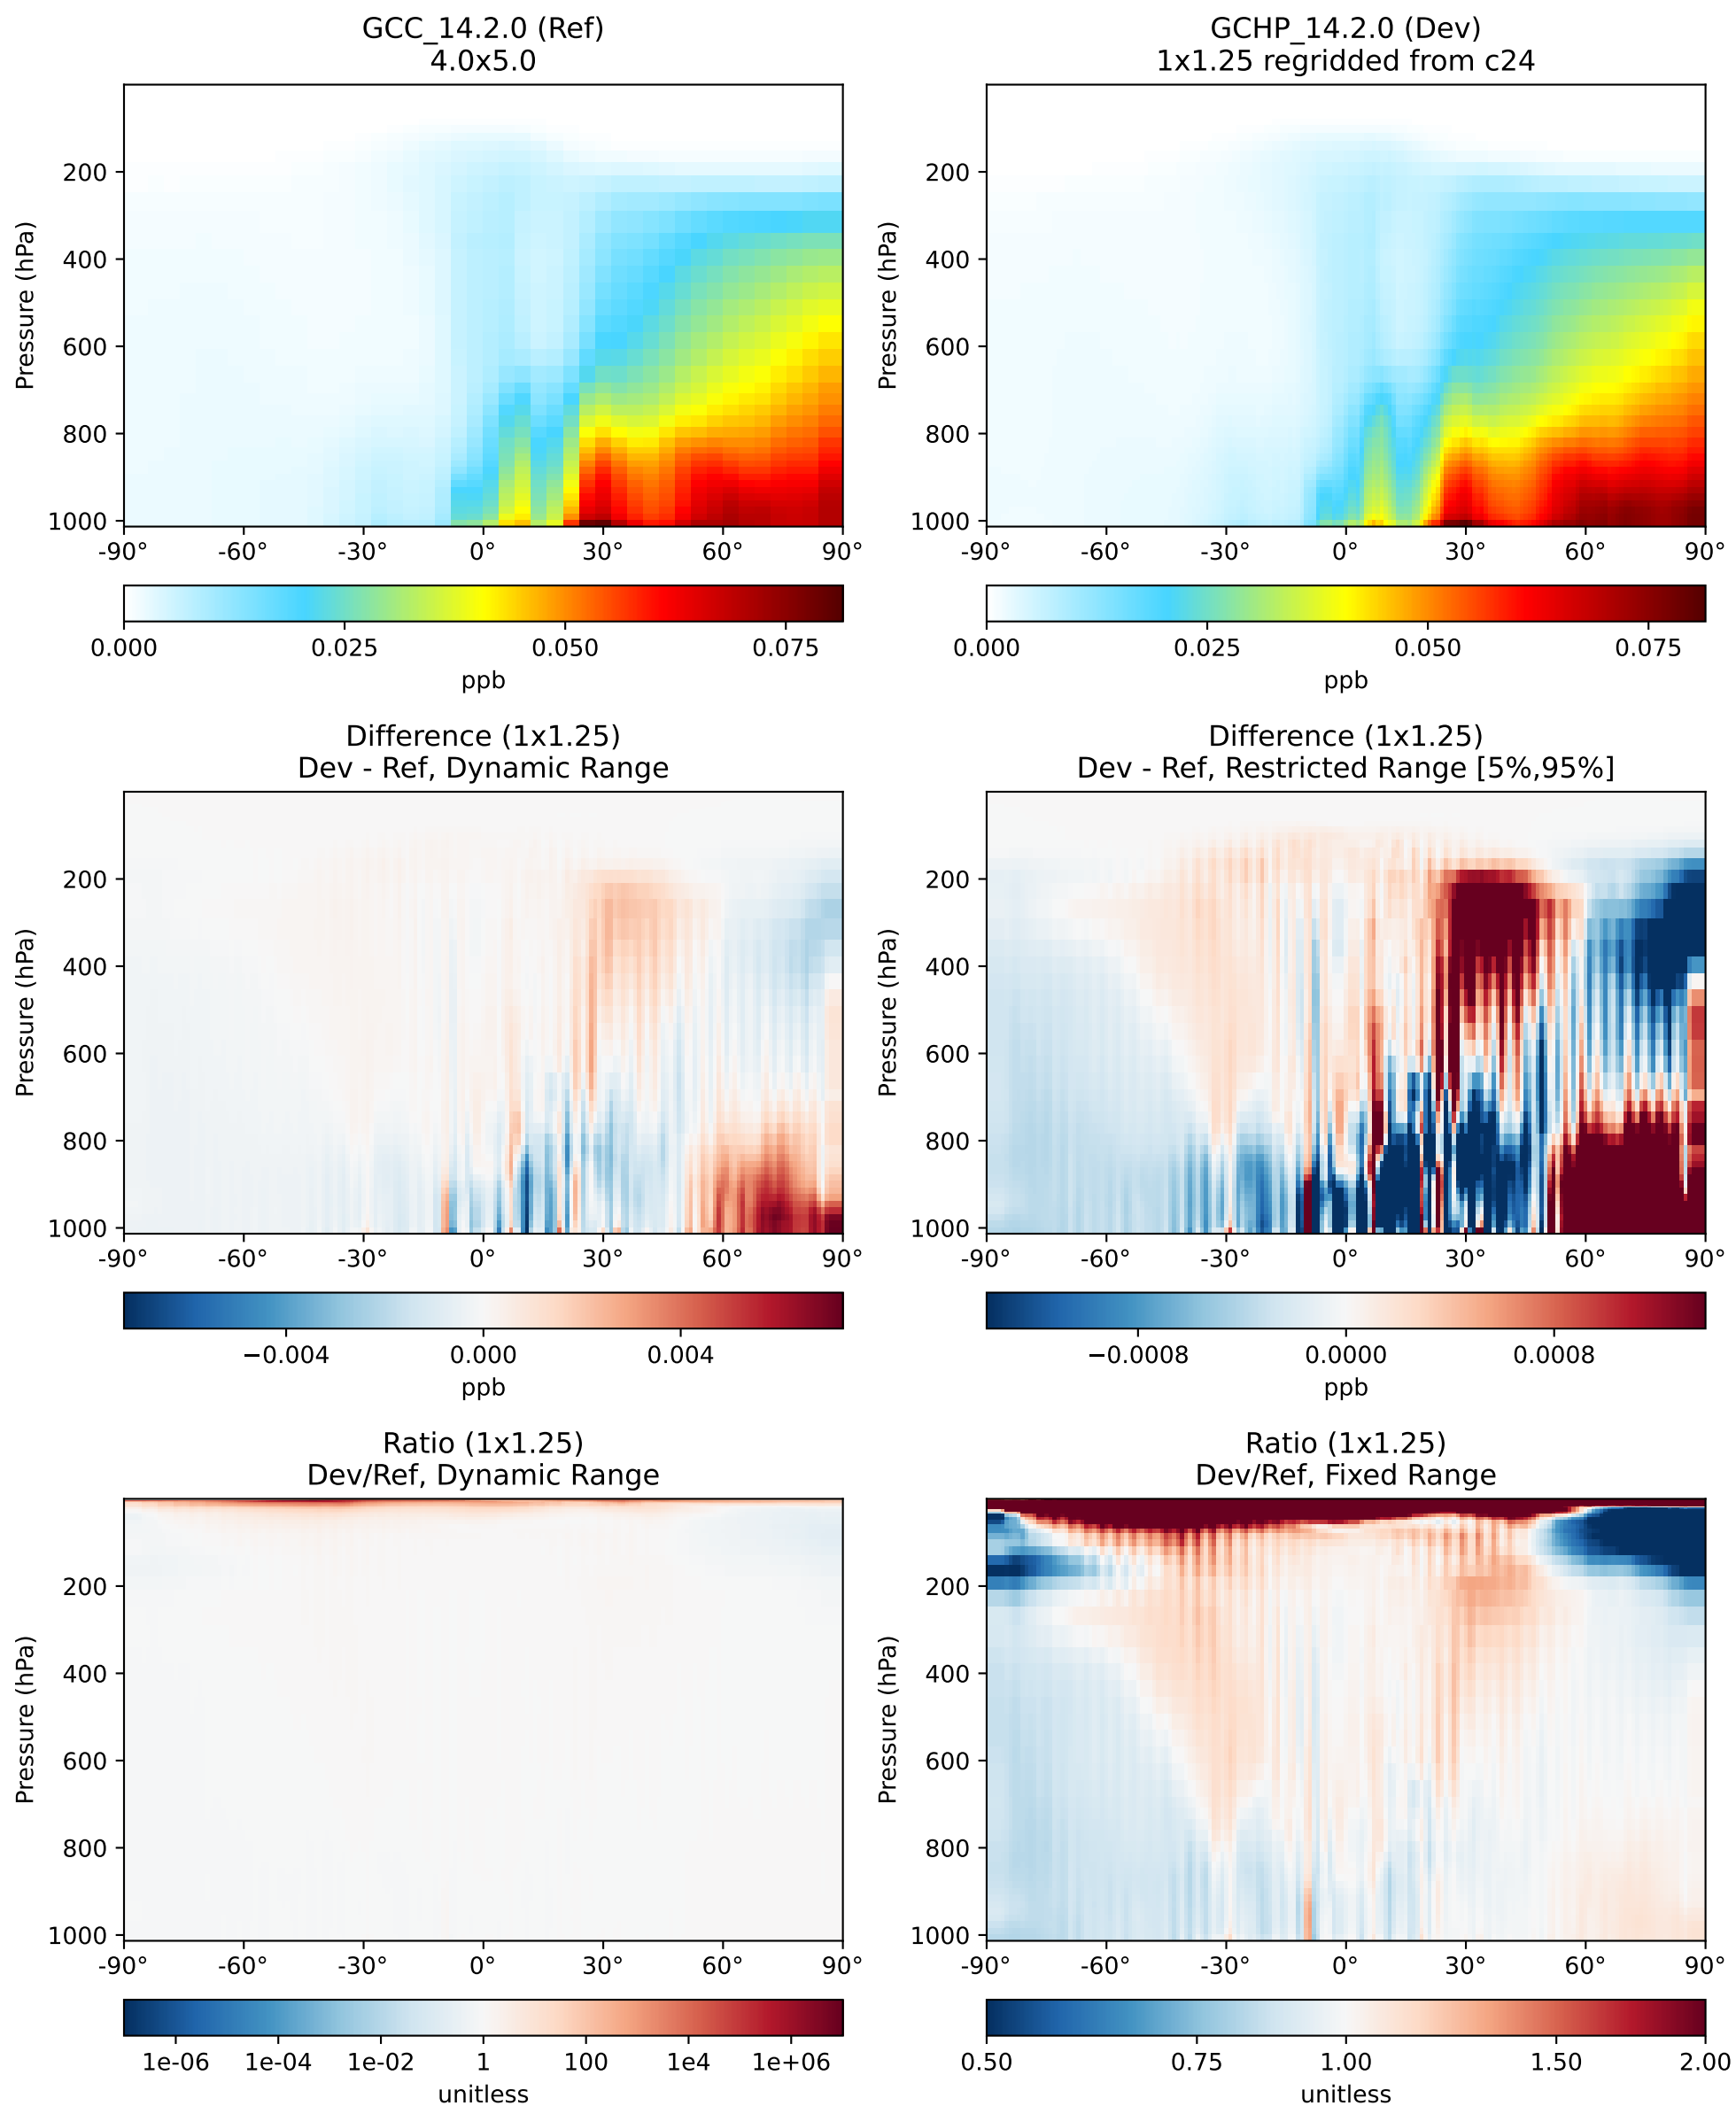 GCC_14.2.0 (Ref)
4.0x5.0
Pressure (hPa)
200
400
600
800
1000
-90° -60° -30° 0° 30° 60° 90°
0.000 0.025 0.050 0.075
ppb
GCHP_14.2.0 (Dev)
1x1.25 regridded from c24
Pressure (hPa)
200
400
600
800
1000
-90° -60° -30° 0° 30° 60° 90°
0.000 0.025 0.050 0.075
ppb
Difference (1x1.25)
Dev - Ref, Dynamic Range
Pressure (hPa)
200
400
600
800
1000
-90° -60° -30° 0° 30° 60° 90°
−0.004 0.000 0.004
ppb
Difference (1x1.25)
Dev - Ref, Restricted Range [5%,95%]
Pressure (hPa)
200
400
600
800
1000
-90° -60° -30° 0° 30° 60° 90°
−0.0008 0.0000 0.0008
ppb
Ratio (1x1.25)
Dev/Ref, Dynamic Range
Pressure (hPa)
200
400
600
800
1000
-90° -60° -30° 0° 30° 60° 90°
1e-06 1e-04 1e-02 1 100 1e4 1e+06
unitless
Ratio (1x1.25)
Dev/Ref, Fixed Range
Pressure (hPa)
200
400
600
800
1000
-90° -60° -30° 0° 30° 60° 90°
0.50 0.75 1.00 1.50 2.00
unitless